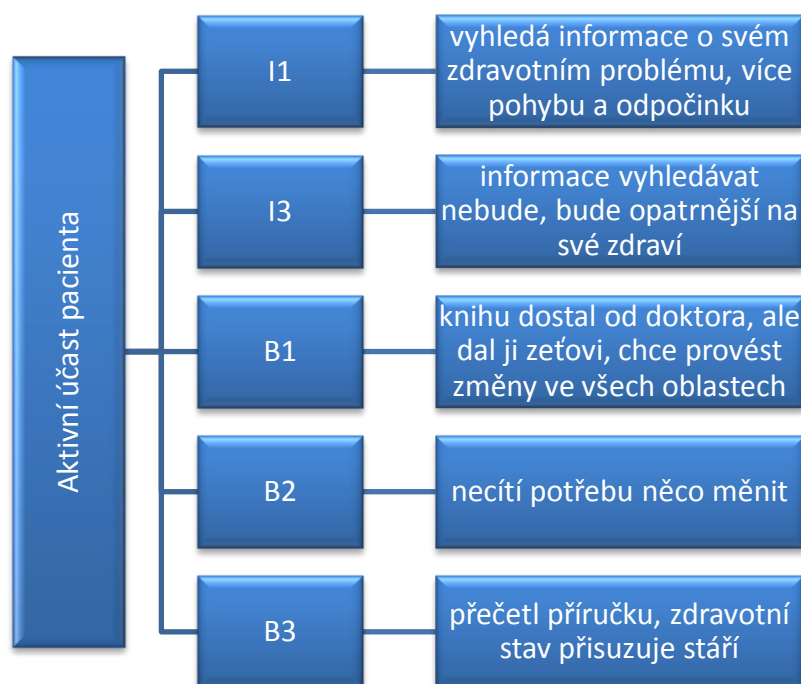 Aktivní účast pacienta
I1
vyhledá informace o svém
zdravotním problému, více
pohybu a odpočinku
I3
informace vyhledávat
nebude, bude opatrnější na
své zdraví
B1
knihu dostal od doktora, ale
dal ji zeťovi, chce provést
změny ve všech oblastech
B2
necítí potřebu něco měnit
B3
přečetl příručku, zdravotní
stav přisuzuje stáří